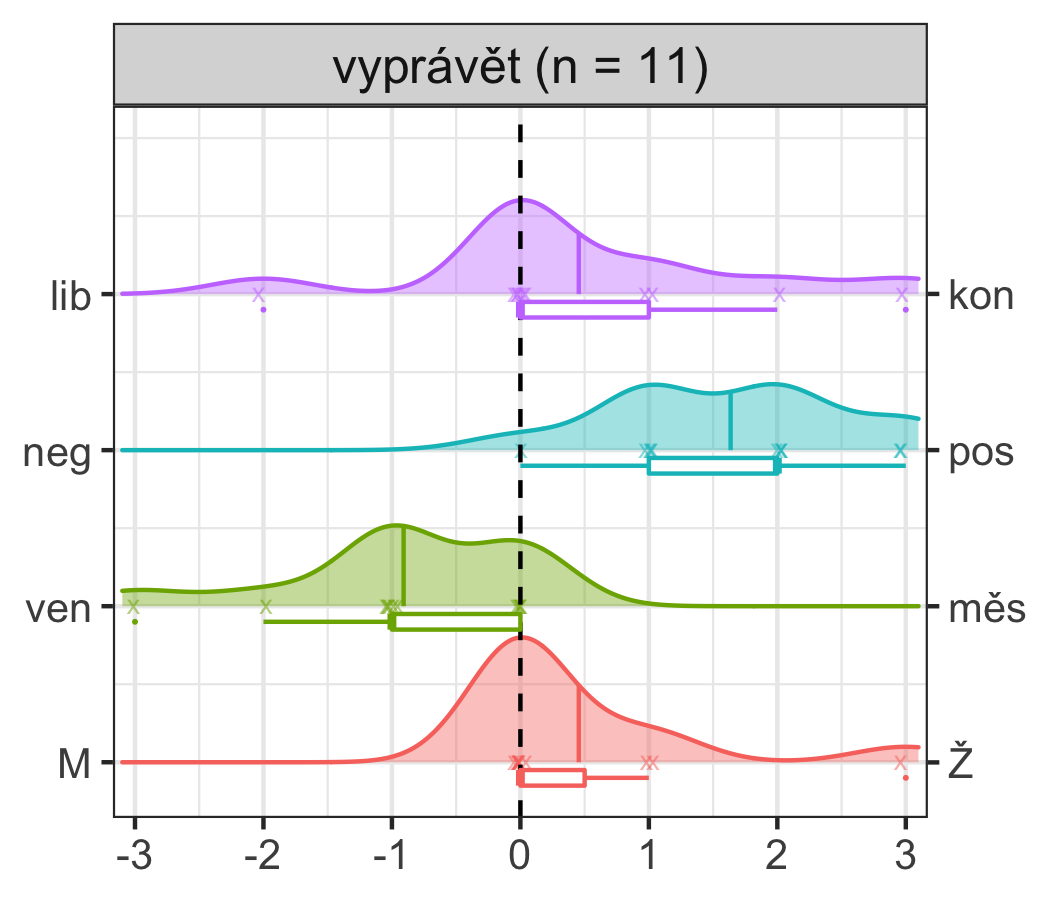 vyprávět (n = 11)
lib kon
neg pos
ven měs
M Ž
-3 -2 -1 0 1 2 3